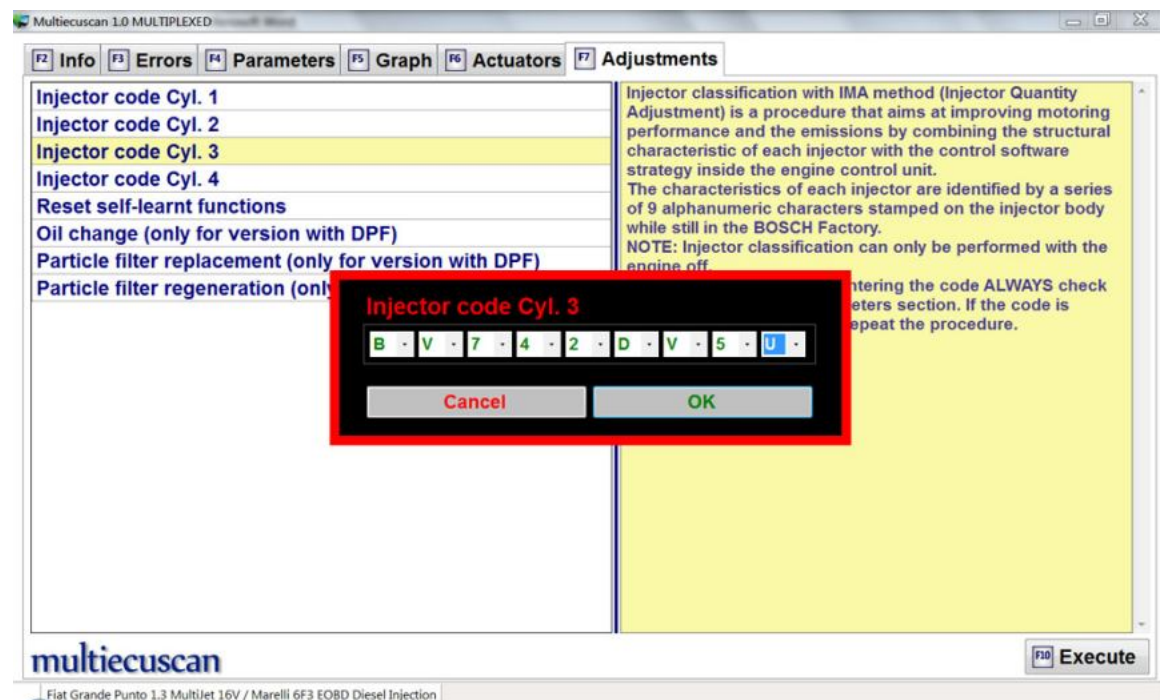 Multiecuscan 1.0 MULTIPLEXED
F2 Info F3 Errors F4 Parameters F5 Graph F6 Actuators F7 Adjustments
Injector code Cyl. 1
Injector code Cyl. 2
Injector code Cyl. 3
Injector code Cyl. 4
Reset self-learnt functions
Oil change (only for version with DPF)
Particle filter replacement (only for version with DPF)
Particle filter regeneration (only
Injector classification with IMA method (Injector Quantity
Adjustment) is a procedure that aims at improving motoring
performance and the emissions by combining the structural
characteristic of each injector with the control software
strategy inside the engine control unit.
The characteristics of each injector are identified by a series
of 9 alphanumeric characters stamped on the injector body
while still in the BOSCH Factory.
NOTE: Injector classification can only be performed with the
engine off.
ntering the code ALWAYS check
eters section. If the code is
epeat the procedure.
Injector code Cyl. 3
B V 7 4 2 D V 5 U
Cancel OK
multiecuscan
F10 Execute
Fiat Grande Punto 1.3 MultiJet 16V / Marelli 6F3 EOBD Diesel Injection